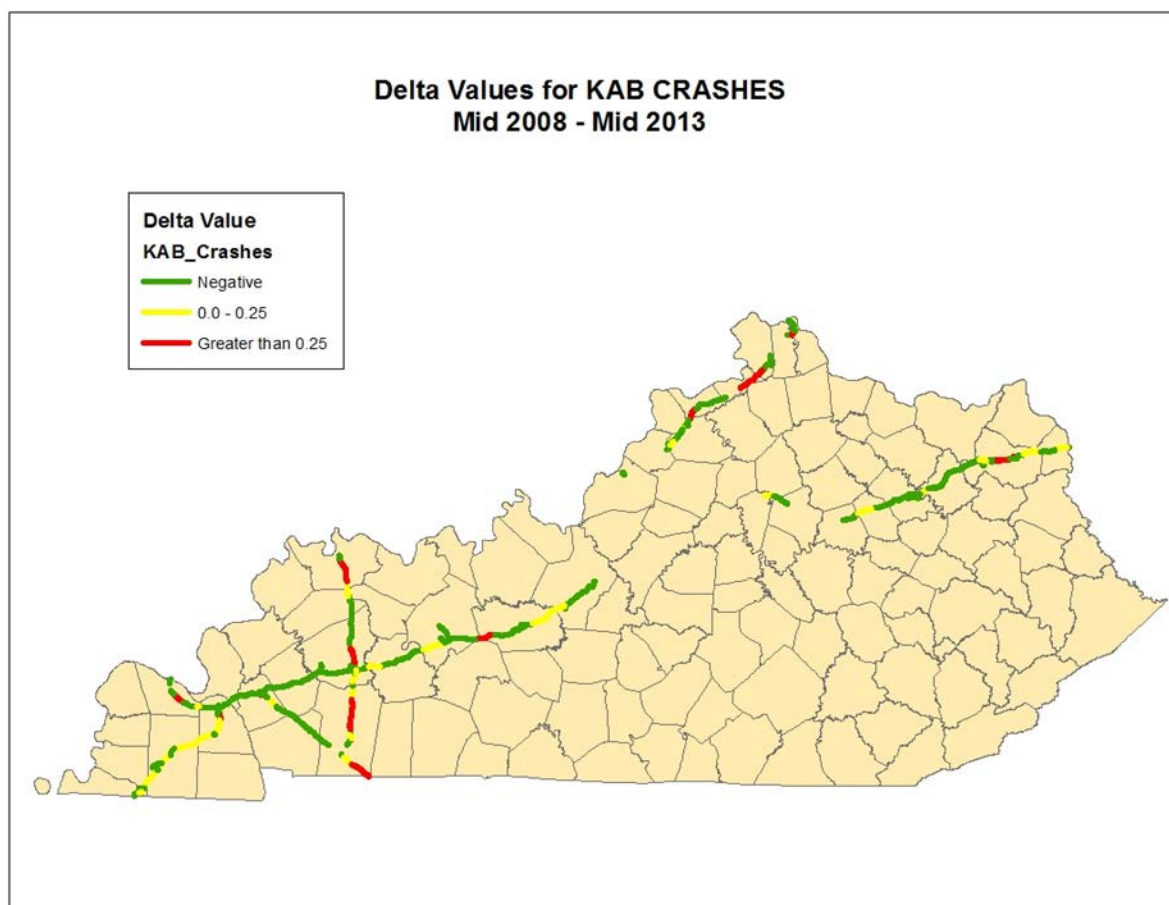 Delta Values for KAB CRASHES
Mid 2008 - Mid 2013
Delta Value
KAB_Crashes
Negative
0.0 - 0.25
Greater than 0.25